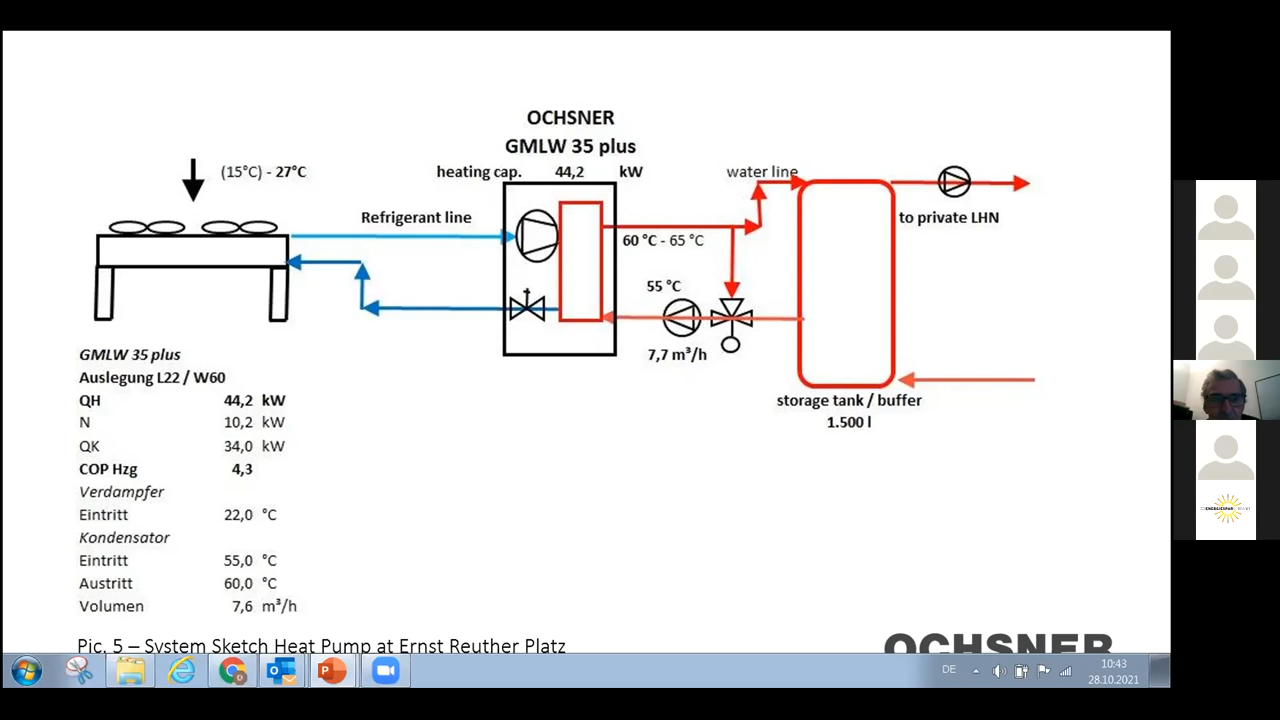 OCHSNER
GMLW 35 plus
heating cap. 44,2 kW
(15°C) - 27°C
water line
Refrigerant line
to private LHN
60 °C - 65 °C
55 °C
7,7 m³/h
storage tank / buffer
1.500 l
GMLW 35 plus
Auslegung L22 / W60
QH 44,2 kW
N 10,2 kW
QK 34,0 kW
COP Hzg 4,3
Verdampfer
Eintritt 22,0 °C
Kondensator
Eintritt 55,0 °C
Austritt 60,0 °C
Volumen 7,6 m³/h
Pic. 5 – System Sketch Heat Pump at Ernst Reuther Platz
OCHSNER
DE
10:43
28.10.2021